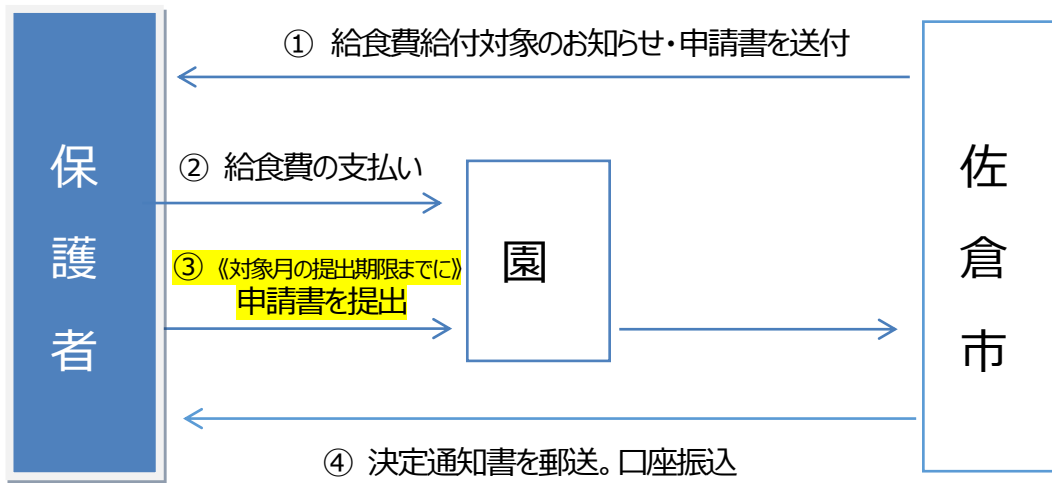 ① 給食費給付対象のお知らせ・申請書を送付
保護者
② 給食費の支払い
③ 《対象月の提出期限までに》
申請書を提出
園
佐倉市
④ 決定通知書を郵送。口座振込